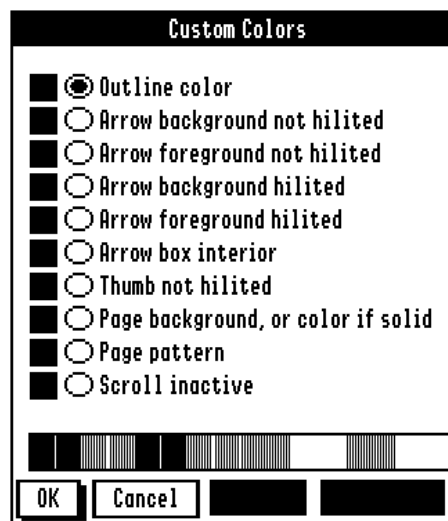 Custom Colors
Outline color
Arrow background not hilited
Arrow foreground not hilited
Arrow background hilited
Arrow foreground hilited
Arrow box interior
Thumb not hilited
Page background, or color if solid
Page pattern
Scroll inactive
OK
Cancel